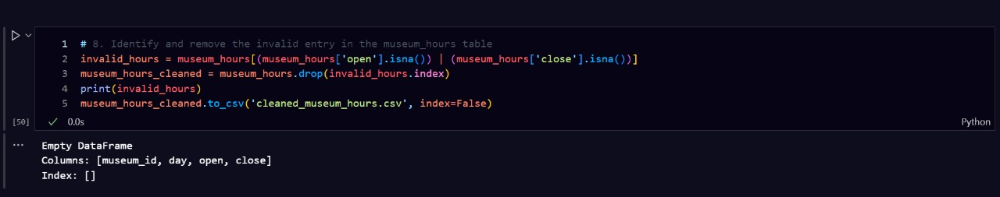 1 # 8. Identify and remove the invalid entry in the museum_hours table
2 invalid_hours = museum_hours[(museum_hours['open'].isna()) | (museum_hours['close'].isna())]
3 museum_hours_cleaned = museum_hours.drop(invalid_hours.index)
4 print(invalid_hours)
5 museum_hours_cleaned.to_csv('cleaned_museum_hours.csv', index=False)
[50] 0.0s Python
... Empty DataFrame
Columns: [museum_id, day, open, close]
Index: []